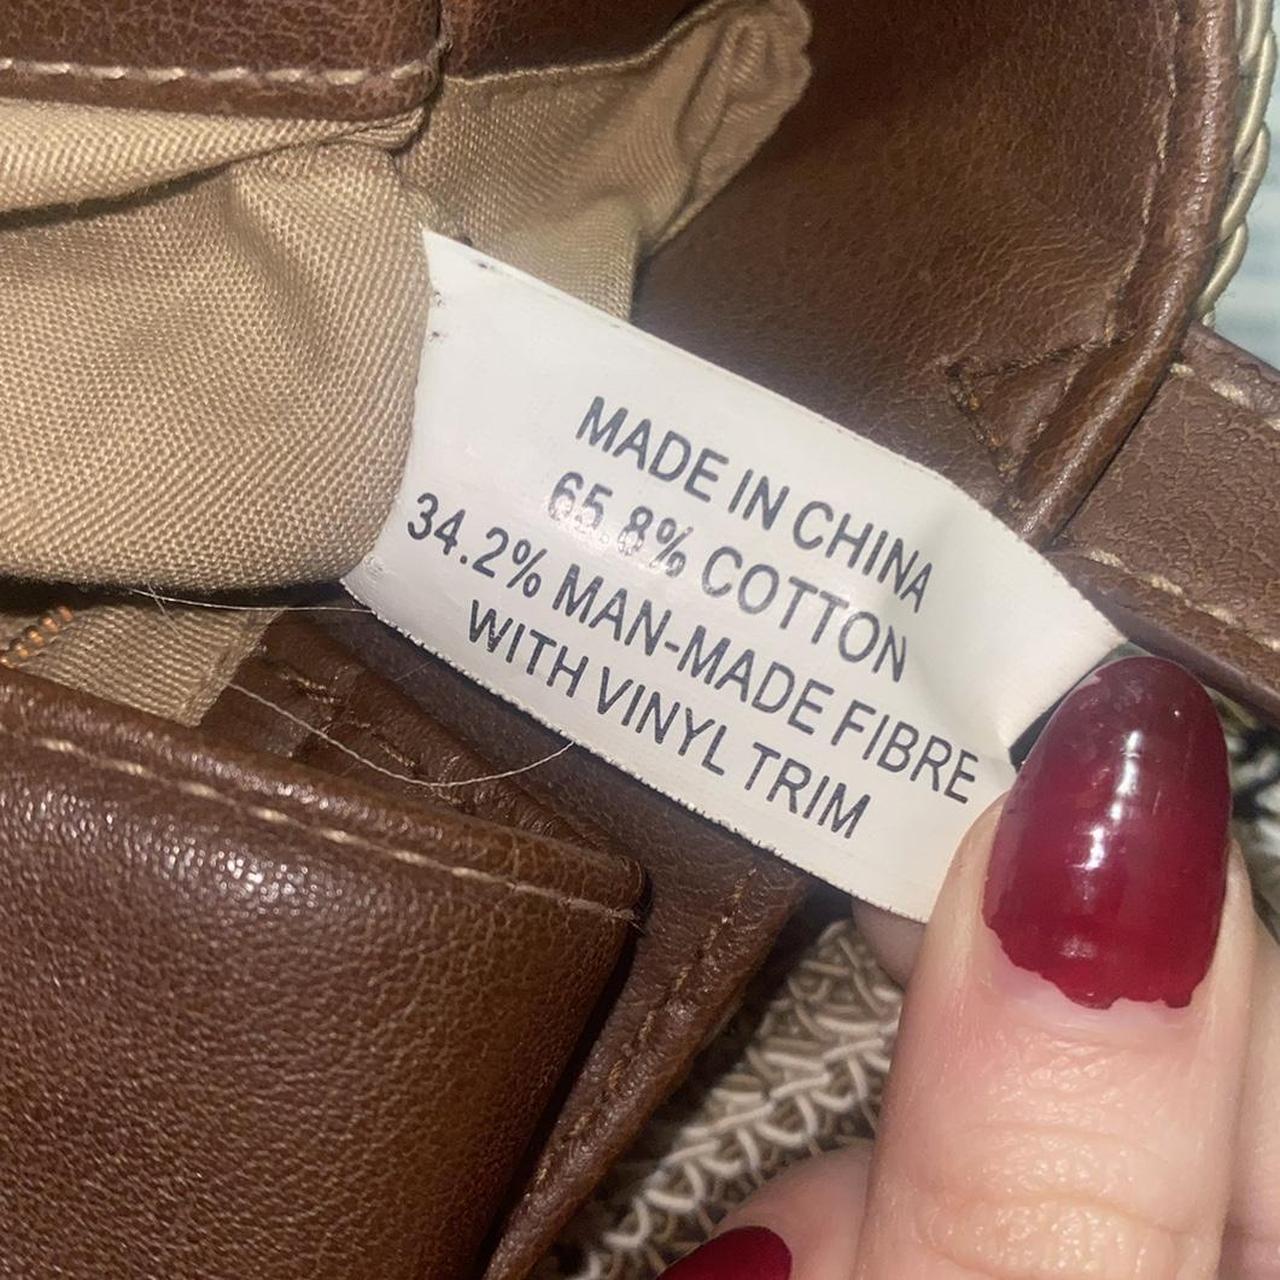 MADE IN CHINA
65.8% COTTON
34.2% MAN-MADE FIBRE
WITH VINYL TRIM